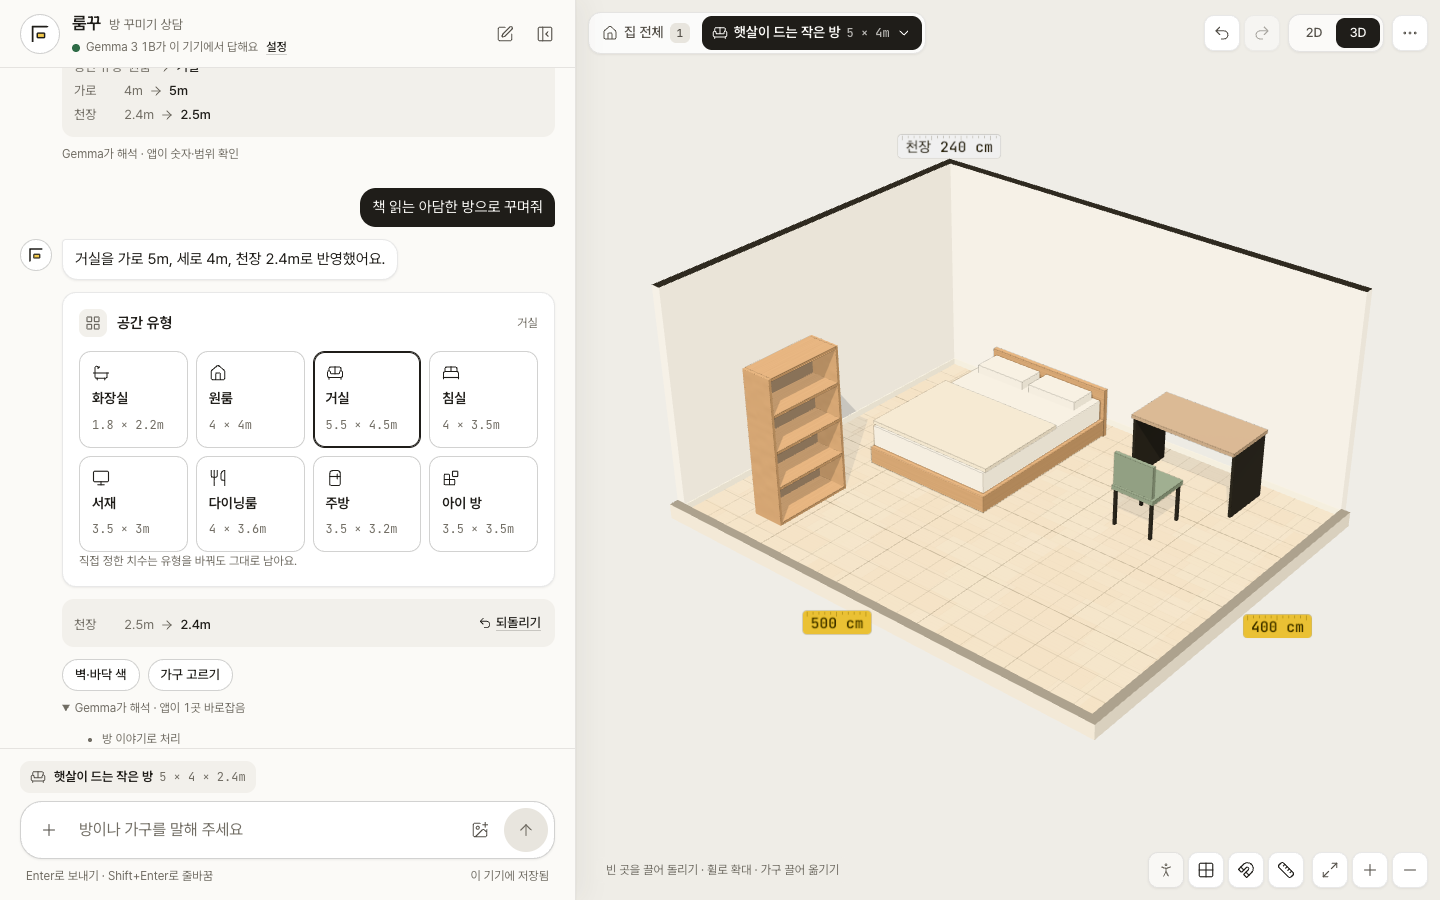 룸꾸 방 꾸미기 상담
Gemma 3 1B가 이 기기에서 답해요 설정
가로 4m → 5m
천장 2.4m → 2.5m
Gemma가 해석 · 앱이 숫자·범위 확인
책 읽는 아담한 방으로 꾸며줘
거실을 가로 5m, 세로 4m, 천장 2.4m로 반영했어요.
공간 유형 거실
화장실
1.8 × 2.2m
원룸
4 × 4m
거실
5.5 × 4.5m
침실
4 × 3.5m
서재
3.5 × 3m
다이닝룸
4 × 3.6m
주방
3.5 × 3.2m
아이 방
3.5 × 3.5m
직접 정한 치수는 유형을 바꿔도 그대로 남아요.
천장 2.5m → 2.4m 되돌리기
벽·바닥 색 가구 고르기
▼ Gemma가 해석 · 앱이 1곳 바로잡음
• 방 이야기로 처리
햇살이 드는 작은 방 5 × 4 × 2.4m
방이나 가구를 말해 주세요
Enter로 보내기 · Shift+Enter로 줄바꿈 이 기기에 저장됨
집 전체 1 햇살이 드는 작은 방 5 × 4m
2D 3D
천장 240 cm
500 cm
400 cm
빈 곳을 끌어 돌리기 · 휠로 확대 · 가구 끌어 옮기기